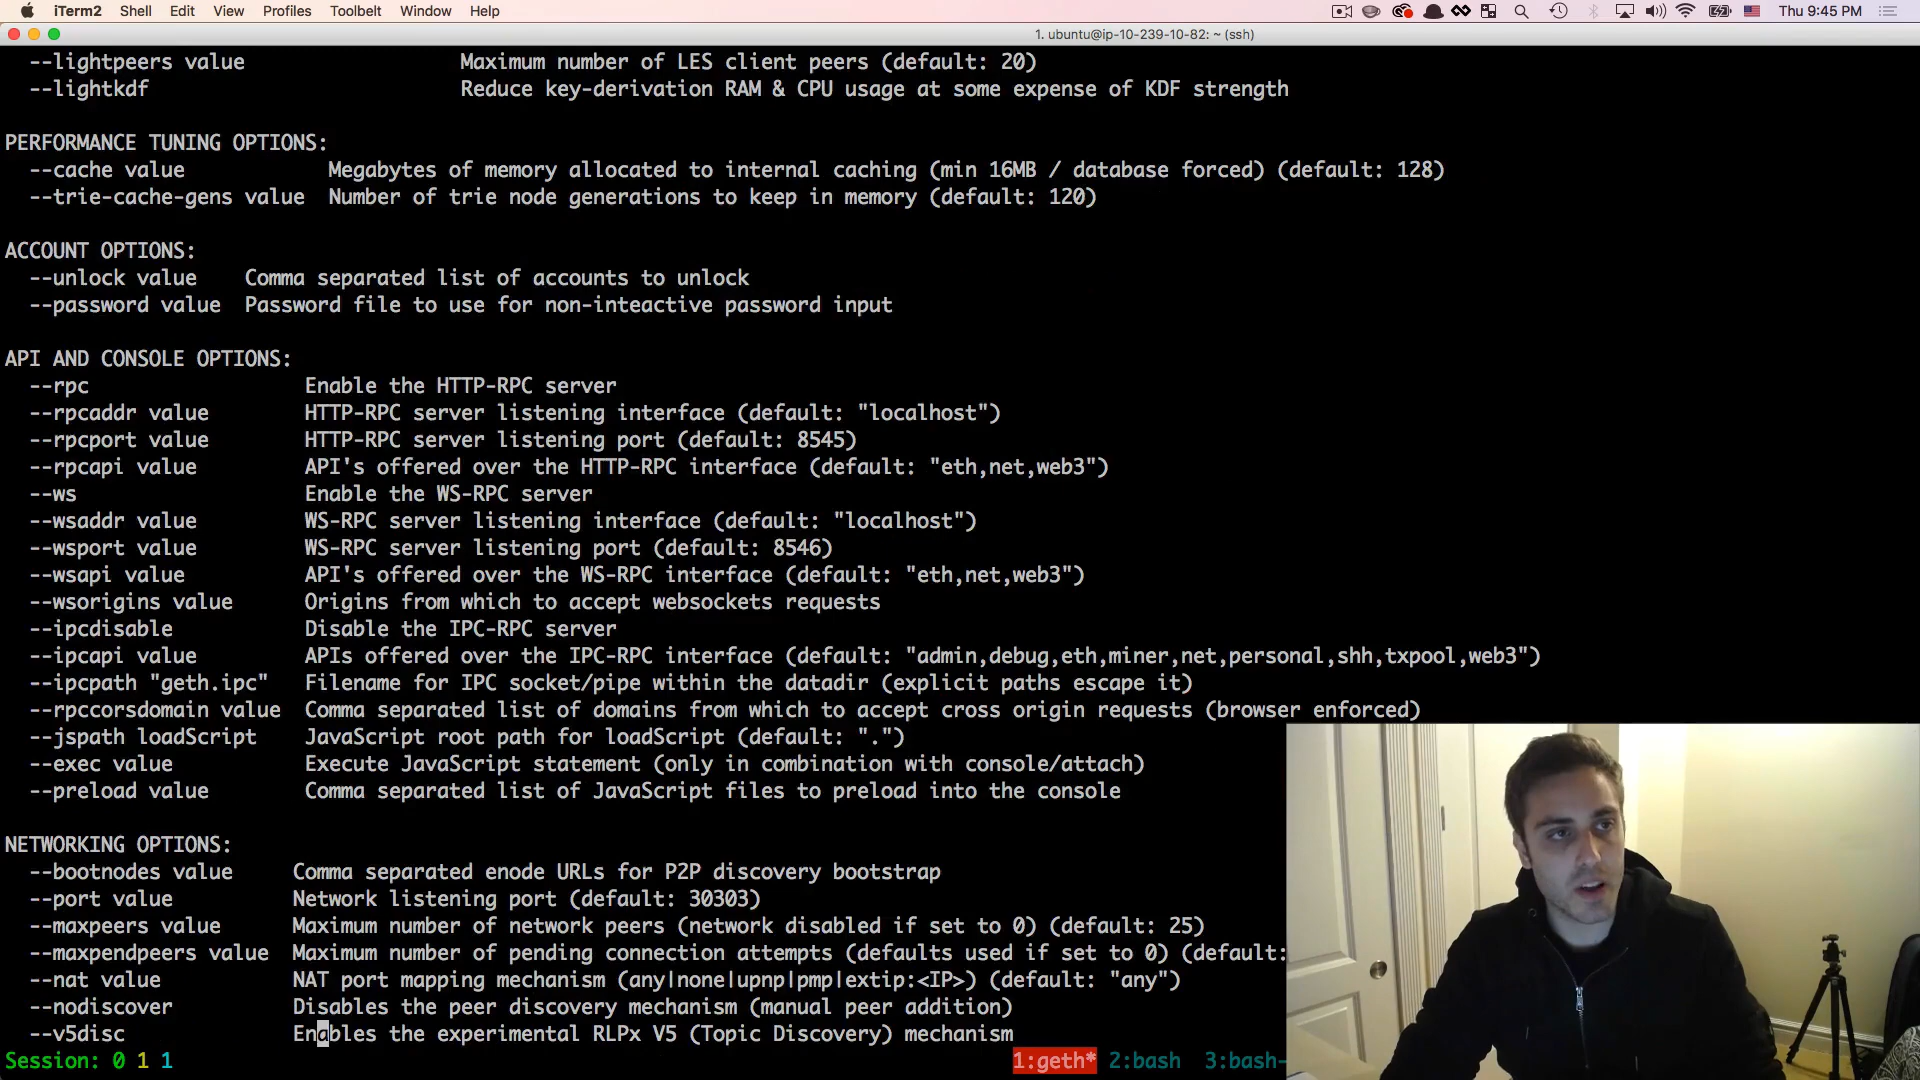 iTerm2 Shell Edit View Profiles Toolbelt Window Help Thu 9:45 PM
1. ubuntu@ip-10-239-10-82: ~ (ssh)
--lightpeers value Maximum number of LES client peers (default: 20)
--lightkdf Reduce key-derivation RAM & CPU usage at some expense of KDF strength
PERFORMANCE TUNING OPTIONS:
--cache value Megabytes of memory allocated to internal caching (min 16MB / database forced) (default: 128)
--trie-cache-gens value Number of trie node generations to keep in memory (default: 120)
ACCOUNT OPTIONS:
--unlock value Comma separated list of accounts to unlock
--password value Password file to use for non-inteactive password input
API AND CONSOLE OPTIONS:
--rpc Enable the HTTP-RPC server
--rpcaddr value HTTP-RPC server listening interface (default: "localhost")
--rpcport value HTTP-RPC server listening port (default: 8545)
--rpcapi value API's offered over the HTTP-RPC interface (default: "eth,net,web3")
--ws Enable the WS-RPC server
--wsaddr value WS-RPC server listening interface (default: "localhost")
--wsport value WS-RPC server listening port (default: 8546)
--wsapi value API's offered over the WS-RPC interface (default: "eth,net,web3")
--wsorigins value Origins from which to accept websockets requests
--ipcdisable Disable the IPC-RPC server
--ipcapi value APIs offered over the IPC-RPC interface (default: "admin,debug,eth,miner,net,personal,shh,txpool,web3")
--ipcpath "geth.ipc" Filename for IPC socket/pipe within the datadir (explicit paths escape it)
--rpccorsdomain value Comma separated list of domains from which to accept cross origin requests (browser enforced)
--jspath loadScript JavaScript root path for loadScript (default: ".")
--exec value Execute JavaScript statement (only in combination with console/attach)
--preload value Comma separated list of JavaScript files to preload into the console
NETWORKING OPTIONS:
--bootnodes value Comma separated enode URLs for P2P discovery bootstrap
--port value Network listening port (default: 30303)
--maxpeers value Maximum number of network peers (network disabled if set to 0) (default: 25)
--maxpendpeers value Maximum number of pending connection attempts (defaults used if set to 0) (default:
--nat value NAT port mapping mechanism (any|none|upnp|pmp|extip:<IP>) (default: "any")
--nodiscover Disables the peer discovery mechanism (manual peer addition)
--v5disc Enables the experimental RLPx V5 (Topic Discovery) mechanism
Session: 0 1 1 1:geth* 2:bash 3:bash-